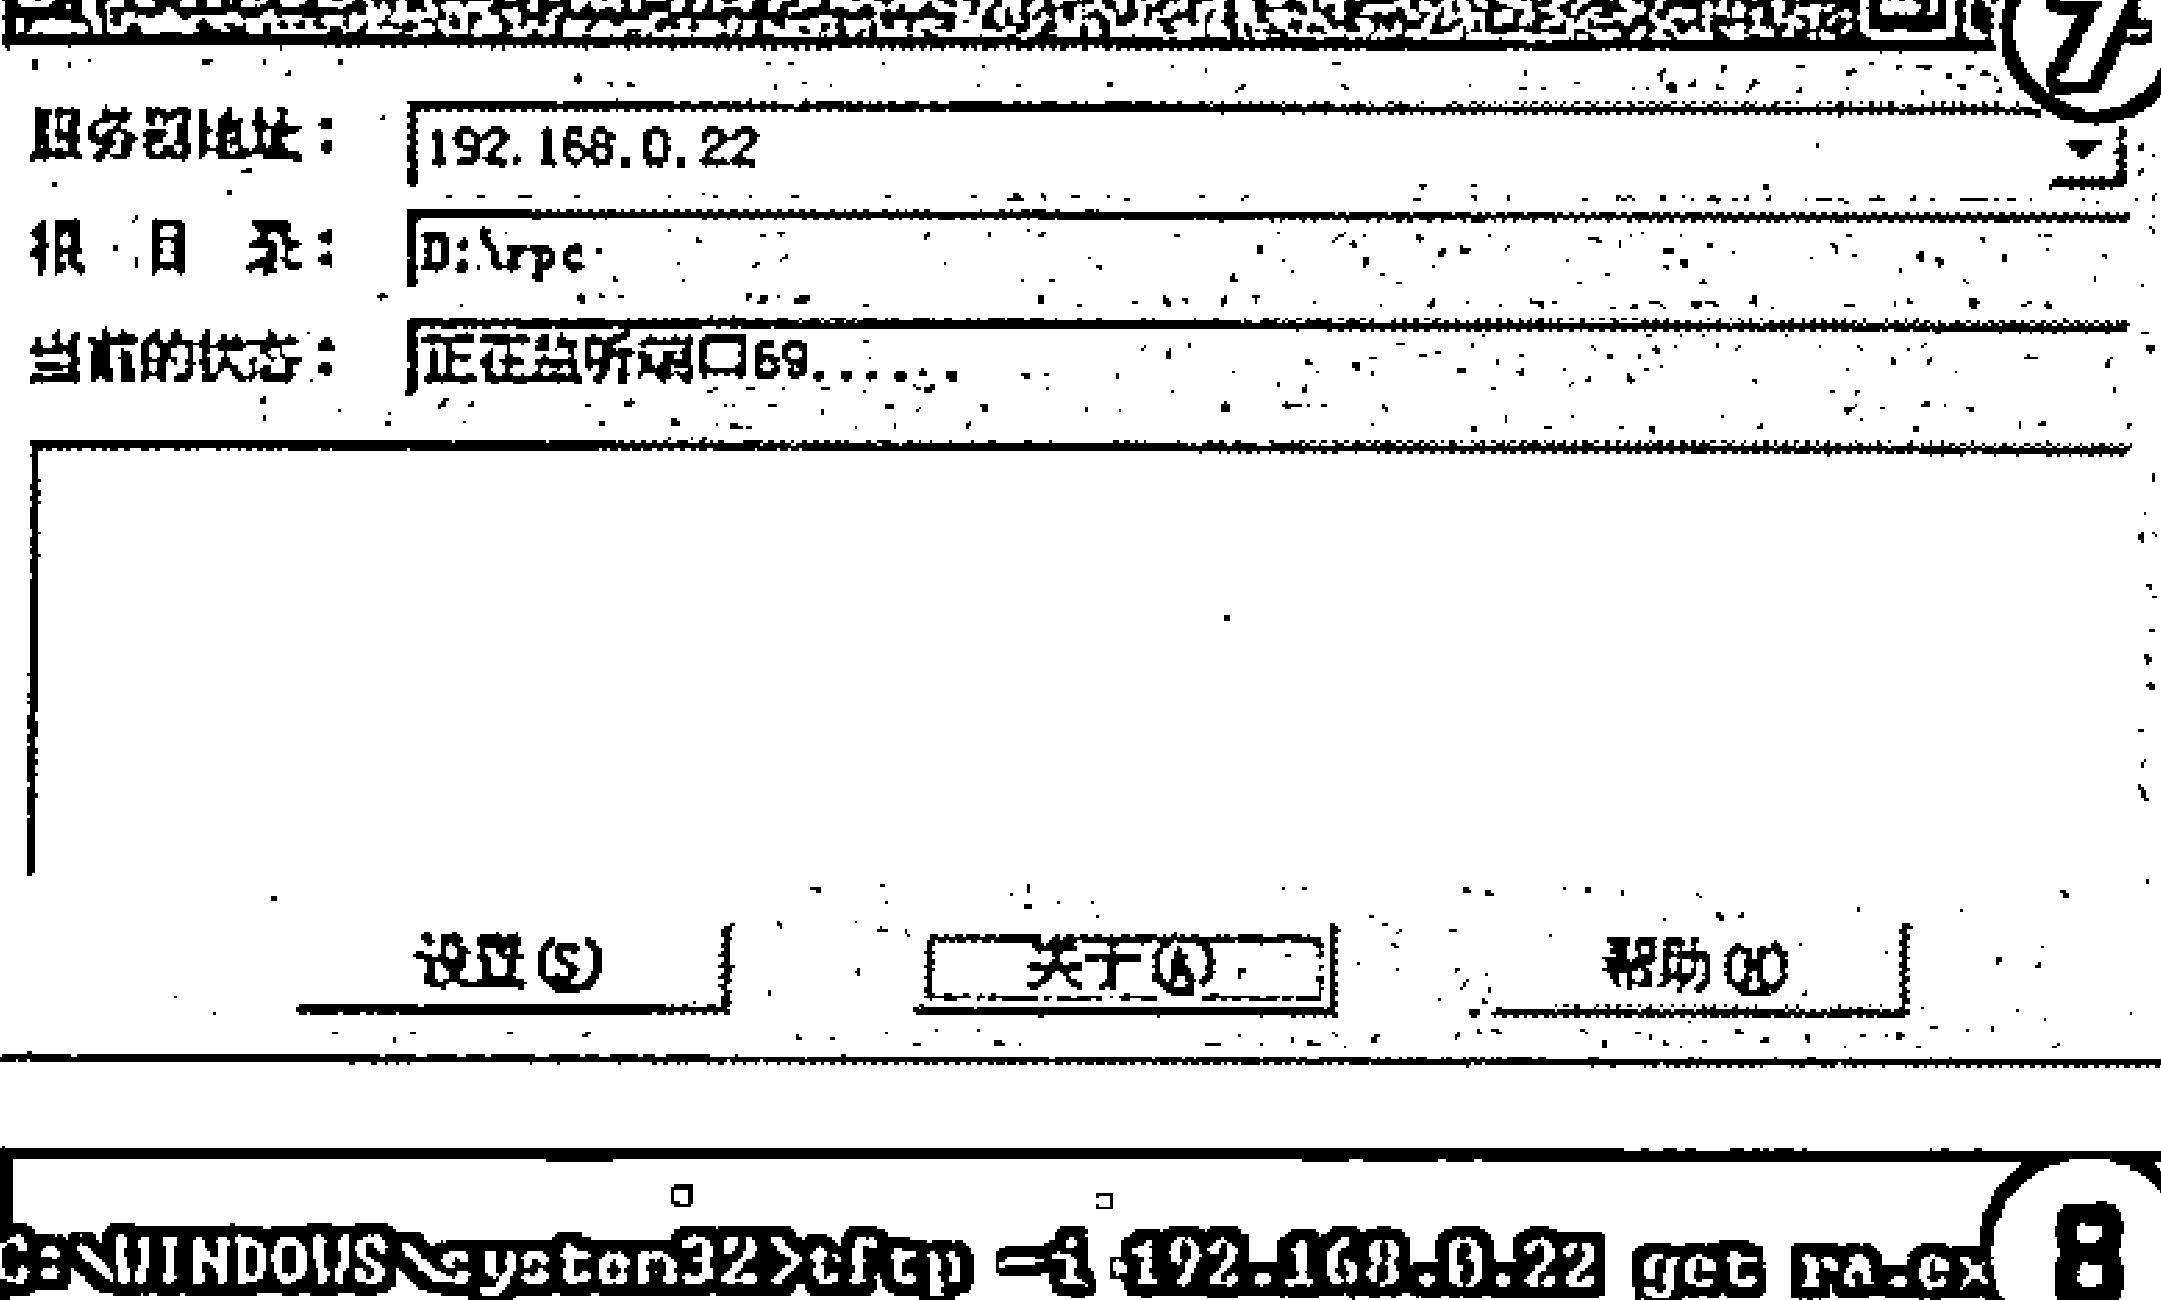 7
服务器地址: 192.168.0.22
根 目 录: D:\rpc
当前的状态: 正在监听端口69......
设置(S) 关于(A) 帮助(X)
8
C:\WINDOWS\system32>tftp -i 192.168.0.22 get